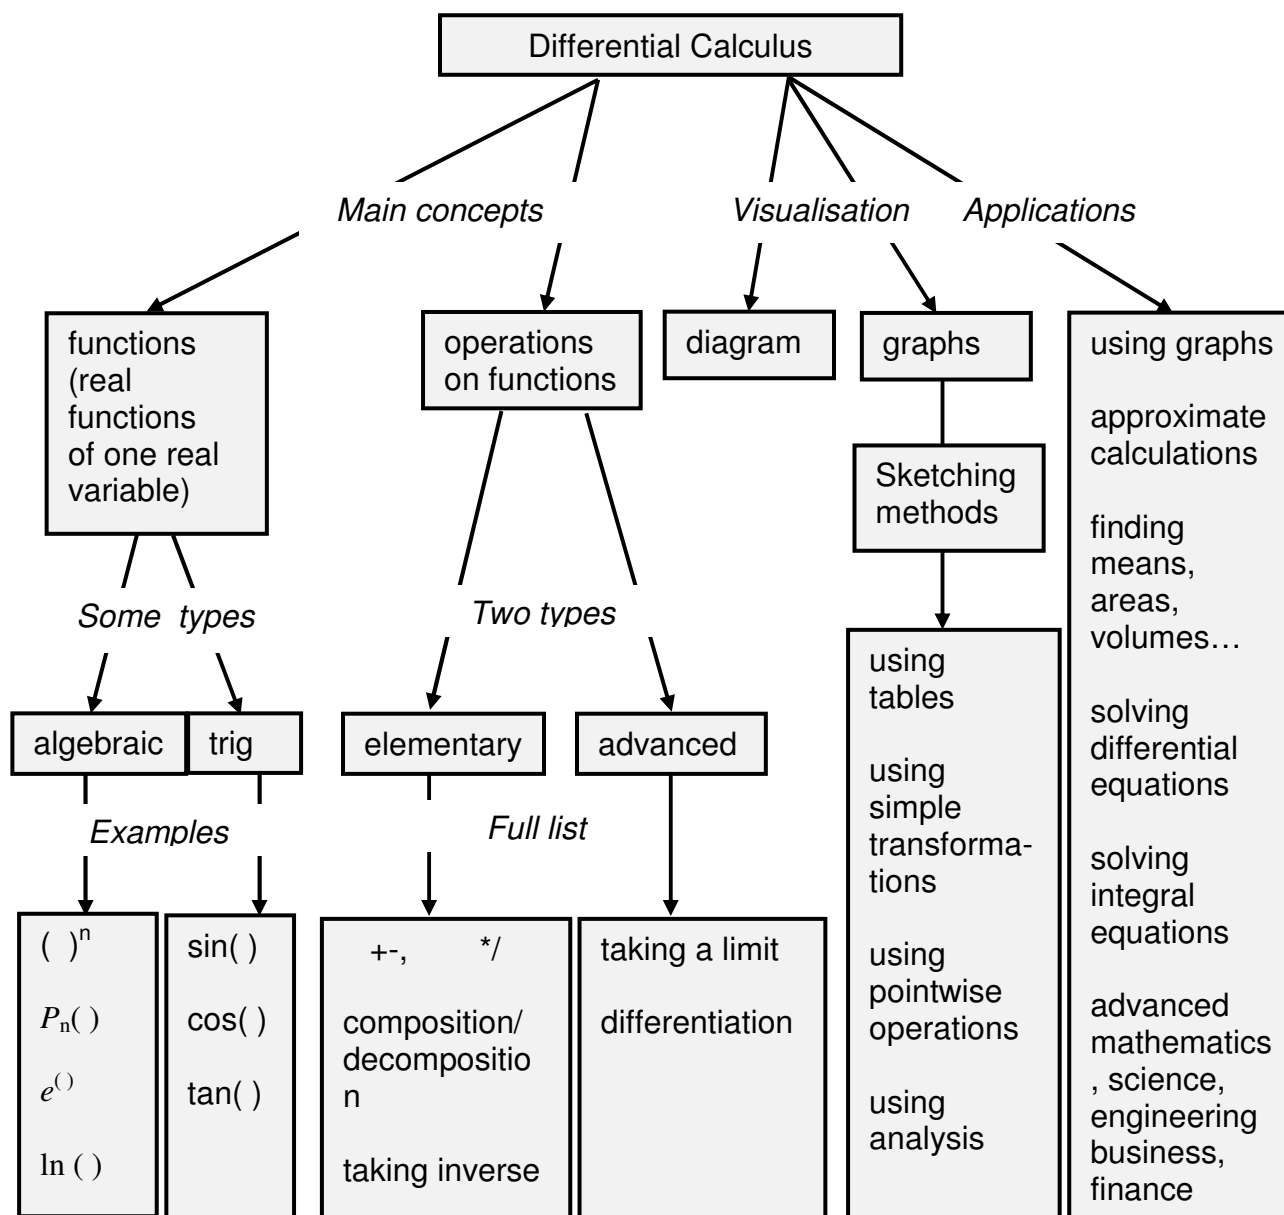 Differential Calculus
Main concepts
Visualisation
Applications
functions
(real
functions
of one real
variable)
operations
on functions
diagram
graphs
Sketching
methods
using graphs
approximate
calculations
finding
means,
areas,
volumes…
solving
differential
equations
solving
integral
equations
advanced
mathematics
, science,
engineering
business,
finance
Some types
Two types
using
tables
using
simple
transforma-
tions
using
pointwise
operations
using
analysis
algebraic
trig
elementary
advanced
Examples
Full list
( )ⁿ
Pₙ( )
e⁽ ⁾
ln ( )
sin( )
cos( )
tan( )
+-, */
composition/
decompositio
n
taking inverse
taking a limit
differentiation